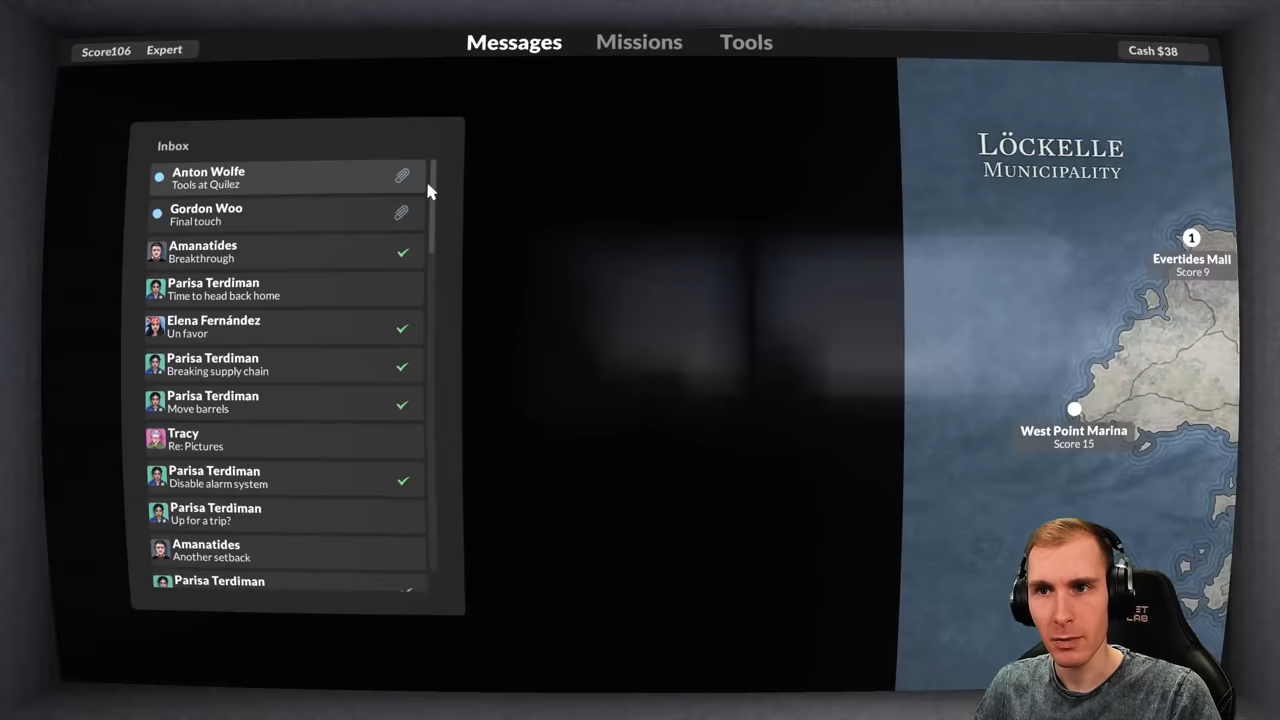 Score106 Expert
Messages Missions Tools
Cash $38
Inbox
Anton Wolfe
Tools at Quilez
Gordon Woo
Final touch
Amanatides
Breakthrough
Parisa Terdiman
Time to head back home
Elena Fernández
Un favor
Parisa Terdiman
Breaking supply chain
Parisa Terdiman
Move barrels
Tracy
Re: Pictures
Parisa Terdiman
Disable alarm system
Parisa Terdiman
Up for a trip?
Amanatides
Another setback
Parisa Terdiman
LÖCKELLE
MUNICIPALITY
1
Evertides Mall
Score 9
West Point Marina
Score 15